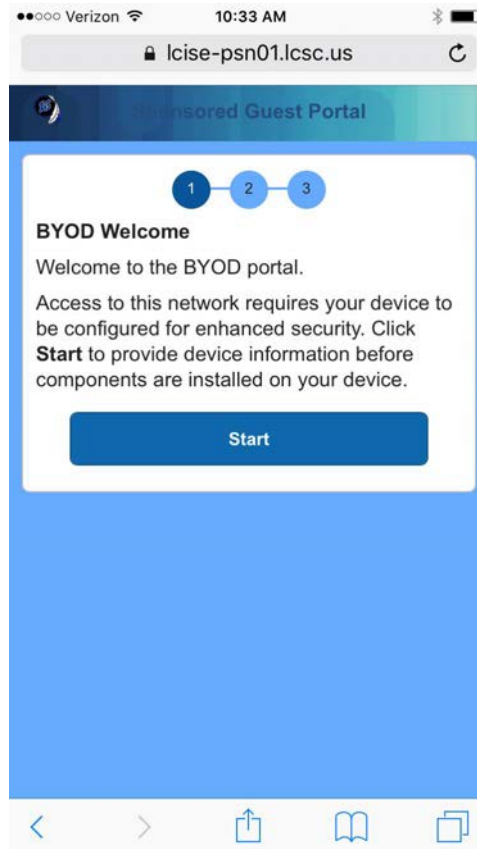 Verizon 10:33 AM
lcise-psn01.lcsc.us
Sponsored Guest Portal
1 2 3
BYOD Welcome
Welcome to the BYOD portal.
Access to this network requires your device to
be configured for enhanced security. Click
Start to provide device information before
components are installed on your device.
Start